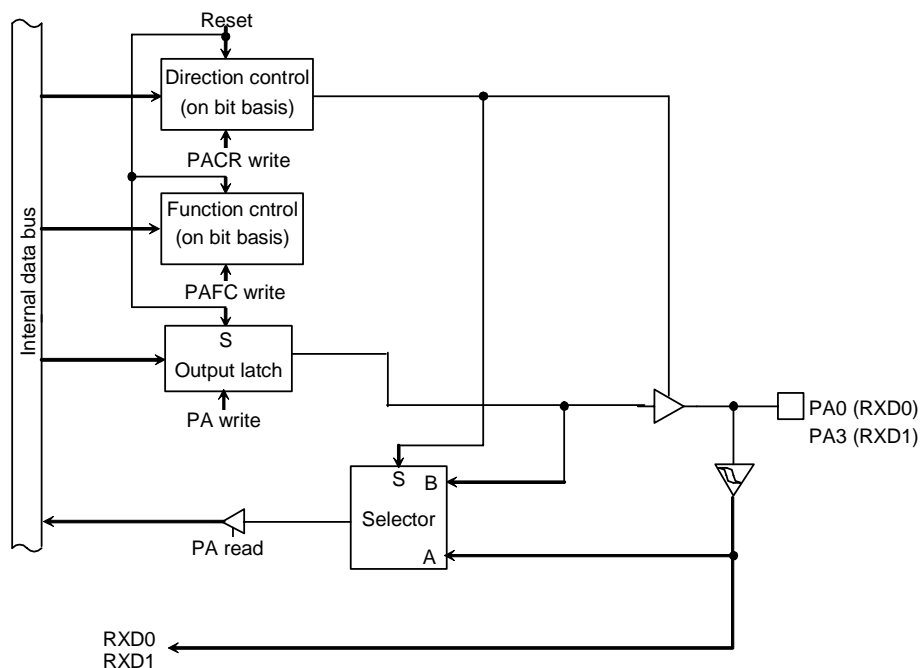 Reset
Direction control
(on bit basis)
PACR write
Function cntrol
(on bit basis)
PAFC write
Internal data bus
S
Output latch
PA write
PA0 (RXD0)
PA3 (RXD1)
S
B
Selector
A
PA read
RXD0
RXD1